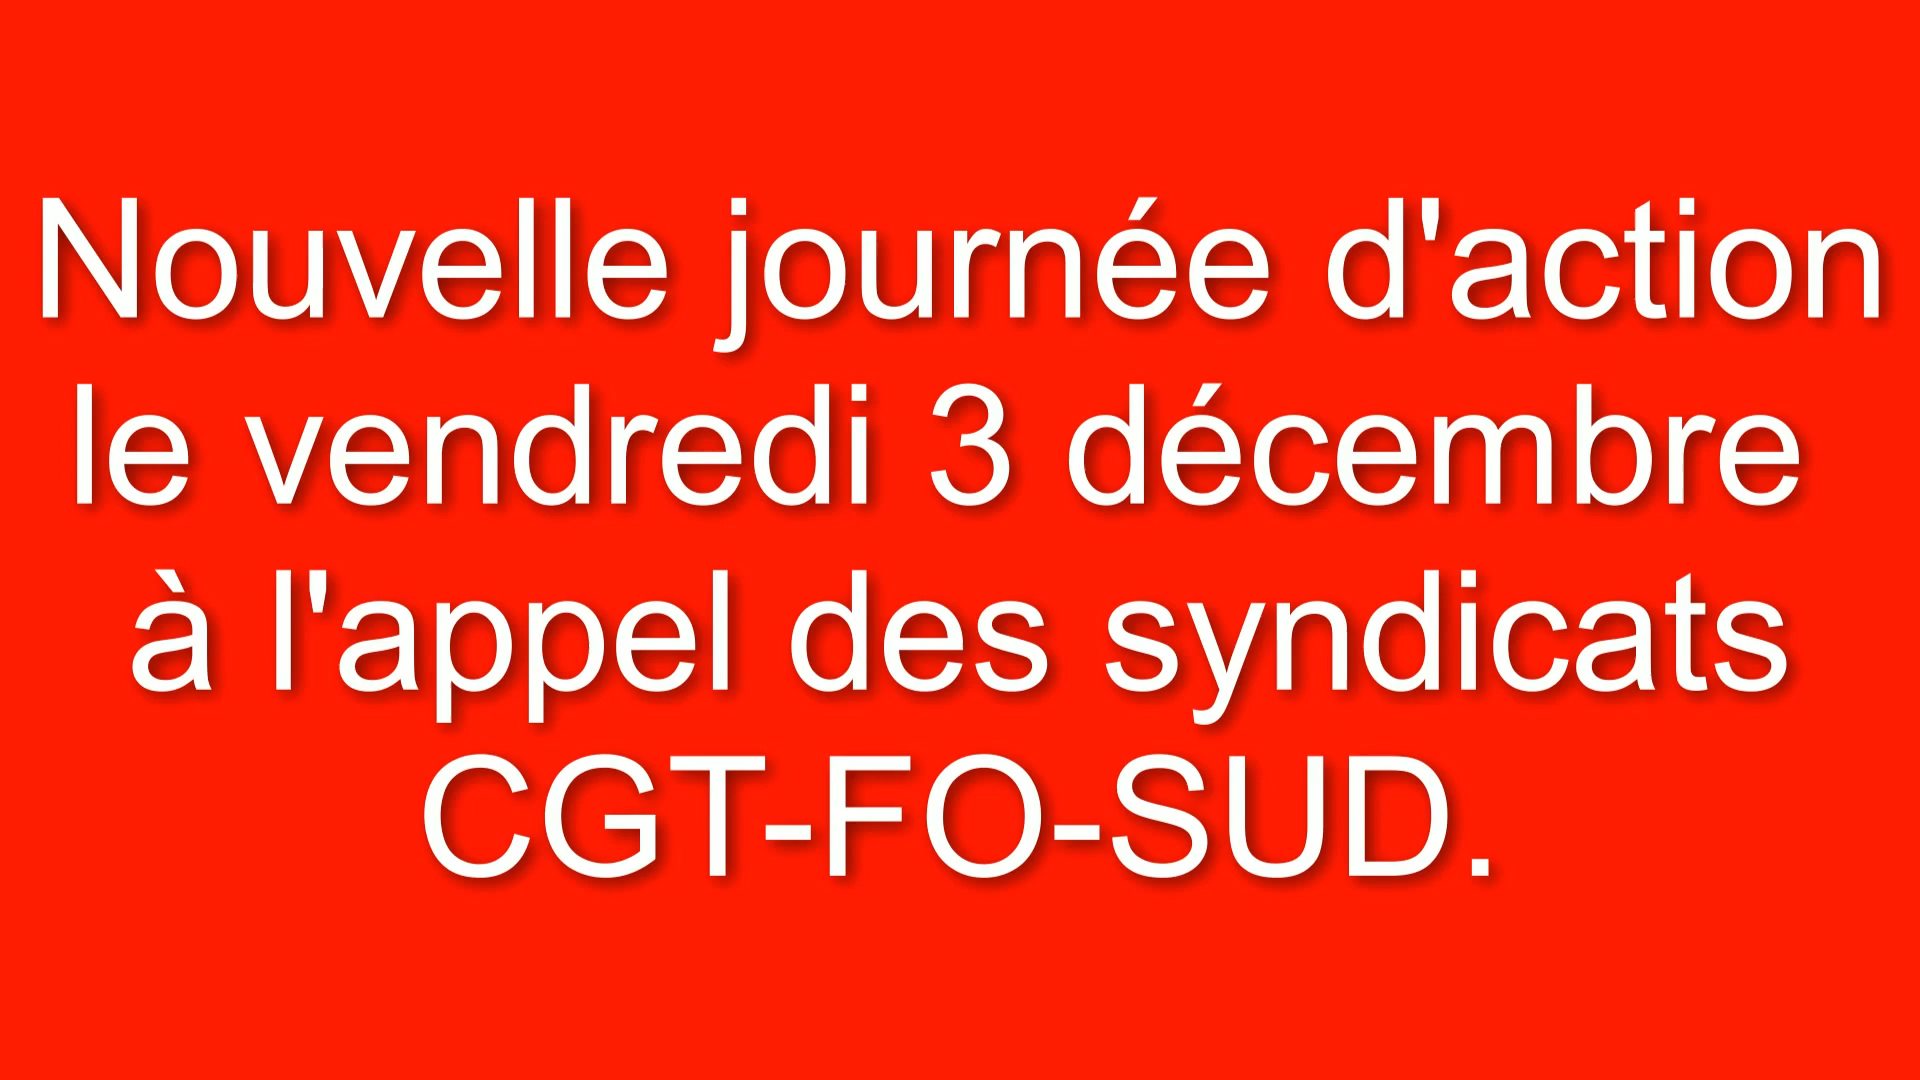 Nouvelle journée d'action
le vendredi 3 décembre
à l'appel des syndicats
CGT-FO-SUD.